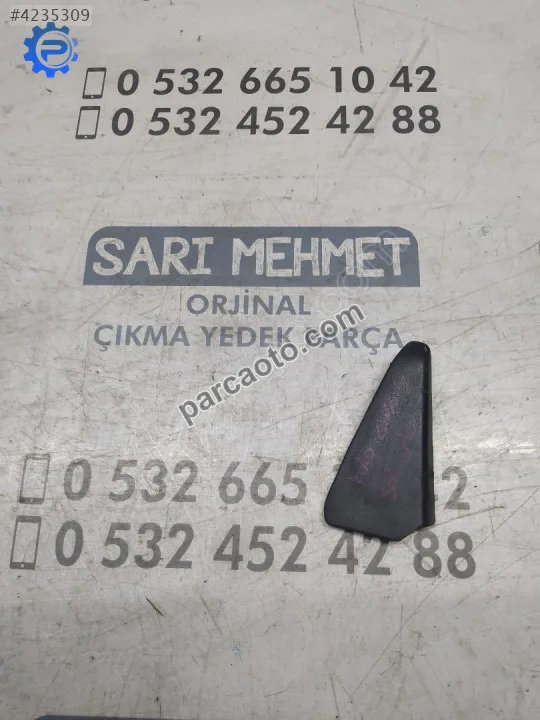 #4235309
0 532 665 10 42
0 532 452 42 88
SARI MEHMET
ORJİNAL
ÇIKMA YEDEK PARÇA
parcaoto.com
0 532 665
0 532 452 42 88